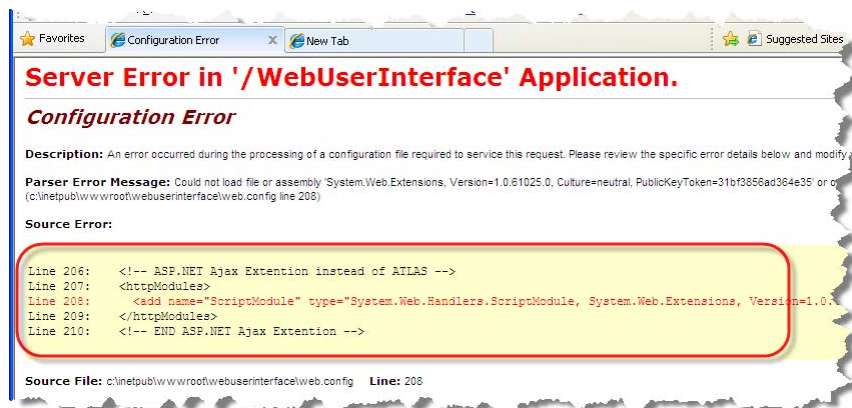 Favorites Configuration Error X New Tab Suggested Sites
Server Error in '/WebUserInterface' Application.
Configuration Error
Description: An error occurred during the processing of a configuration file required to service this request. Please review the specific error details below and modify
Parser Error Message: Could not load file or assembly 'System.Web.Extensions, Version=1.0.61025.0, Culture=neutral, PublicKeyToken=31bf3856ad364e35' or
(c:\inetpub\wwwroot\webuserinterface\web.config line 208)
Source Error:
Line 206: <!-- ASP.NET Ajax Extention instead of ATLAS -->
Line 207: <httpModules>
Line 208: <add name="ScriptModule" type="System.Web.Handlers.ScriptModule, System.Web.Extensions, Version=1.0.
Line 209: </httpModules>
Line 210: <!-- END ASP.NET Ajax Extention -->
Source File: c:\inetpub\wwwroot\webuserinterface\web.config Line: 208